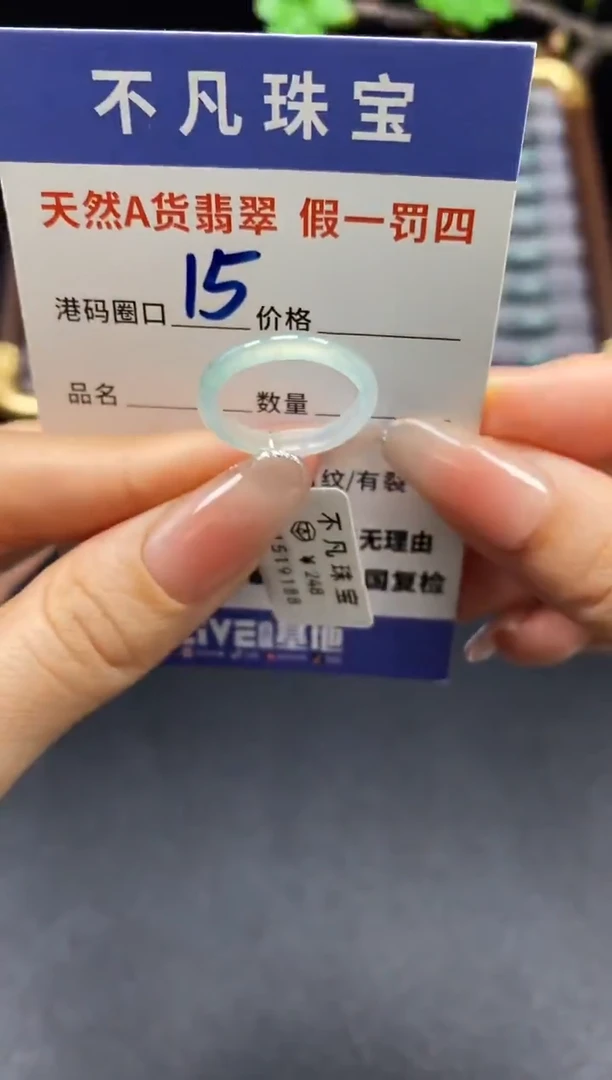 不凡珠宝
天然A货翡翠 假一罚四
港码圈口 15 价格
品名 数量
纹/有裂
无理由
国复检
不凡珠宝
¥248
基地